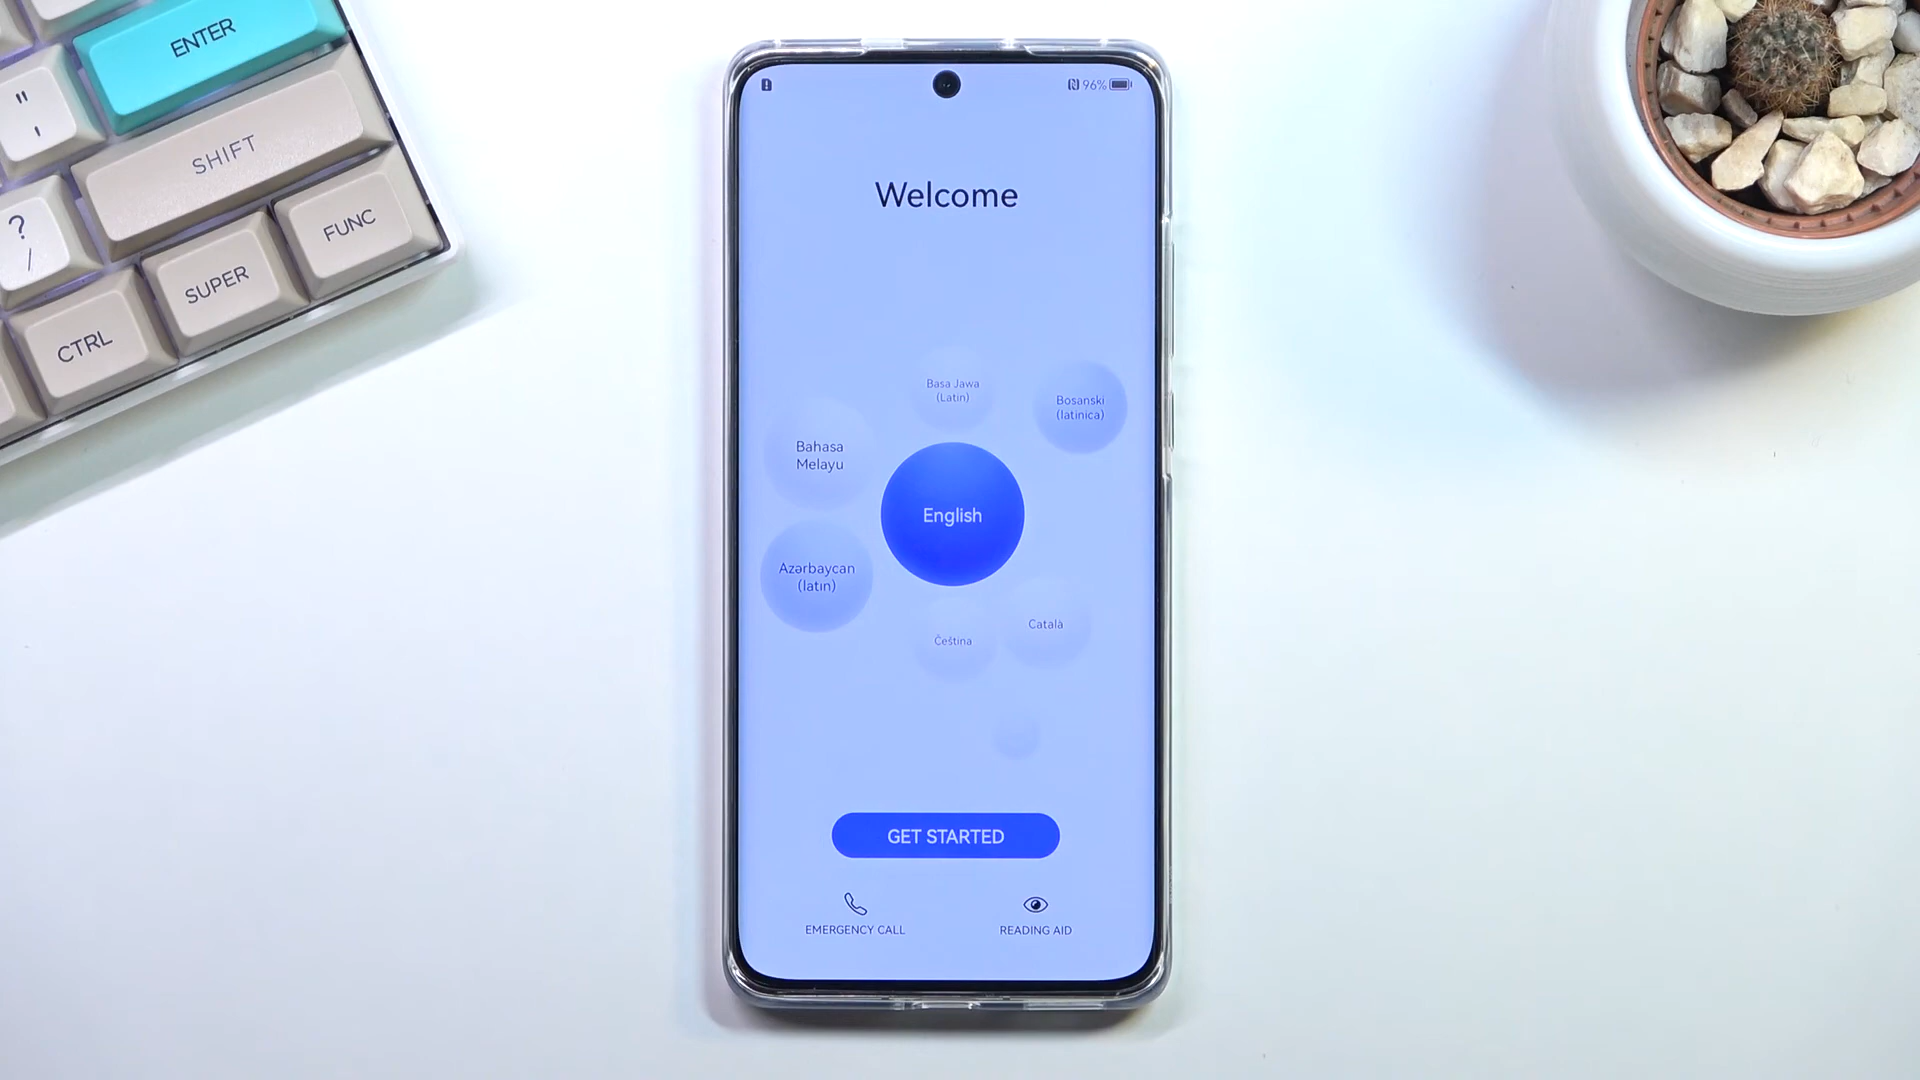 ENTER
"
'
SHIFT
?
/
FUNC
SUPER
CTRL
96%
Welcome
Basa Jawa
(Latin)
Bosanski
(latinica)
Bahasa
Melayu
English
Azərbaycan
(latın)
Català
Čeština
GET STARTED
EMERGENCY CALL
READING AID